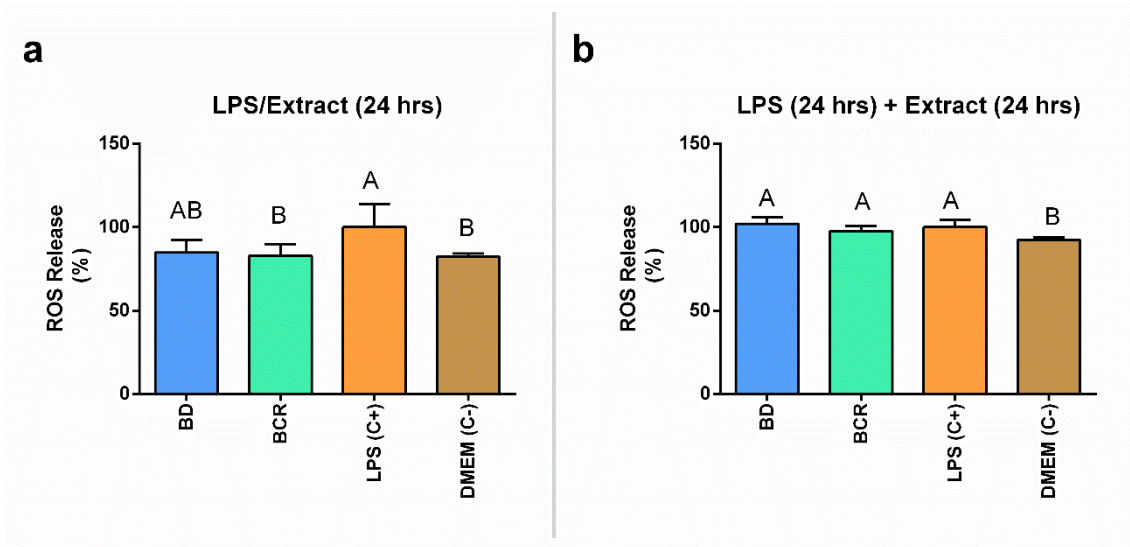 a
LPS/Extract (24 hrs)
ROS Release
(%)
150
100
50
0
AB
B
A
B
BD
BCR
LPS (C+)
DMEM (C-)
b
LPS (24 hrs) + Extract (24 hrs)
ROS Release
(%)
150
100
50
0
A
A
A
B
BD
BCR
LPS (C+)
DMEM (C-)